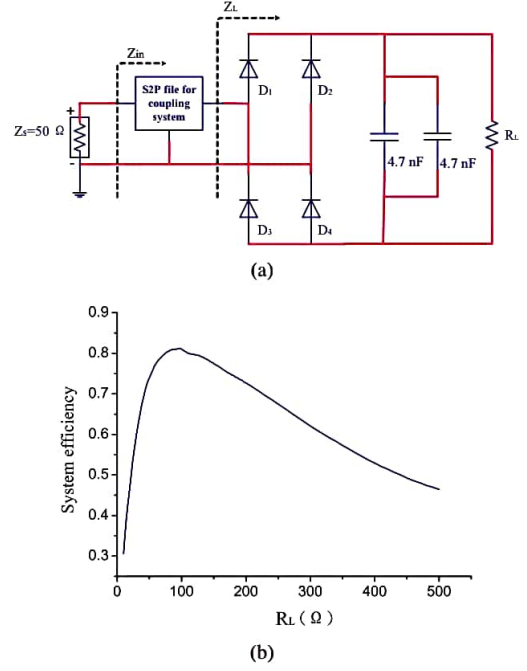 Zin
ZL
S2P file for
coupling
system
+
Zs=50 Ω
-
D1
D2
D3
D4
4.7 nF
4.7 nF
RL
(a)
0.9
0.8
0.7
0.6
0.5
0.4
0.3
System efficiency
0
100
200
300
400
500
RL ( Ω )
(b)